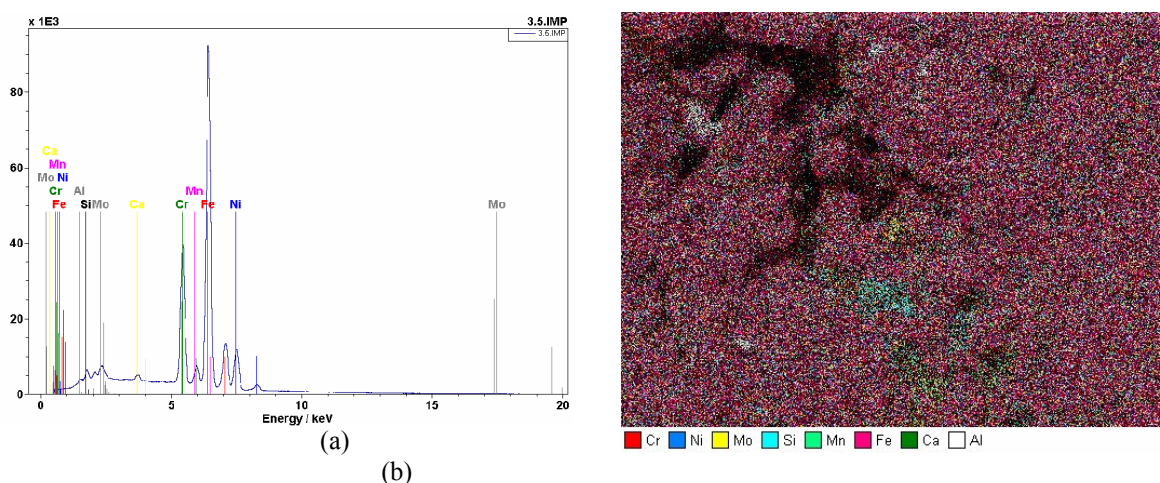 x 1E3
3.5.IMP
3.5.IMP
80
60
40
20
0
Ca
Mn
Mo Ni
Cr Al Mn
Fe Si Mo Ca Cr Fe Ni Mo
0 5 10 15 20
Energy / keV
(a)
(b)
Cr Ni Mo Si Mn Fe Ca Al